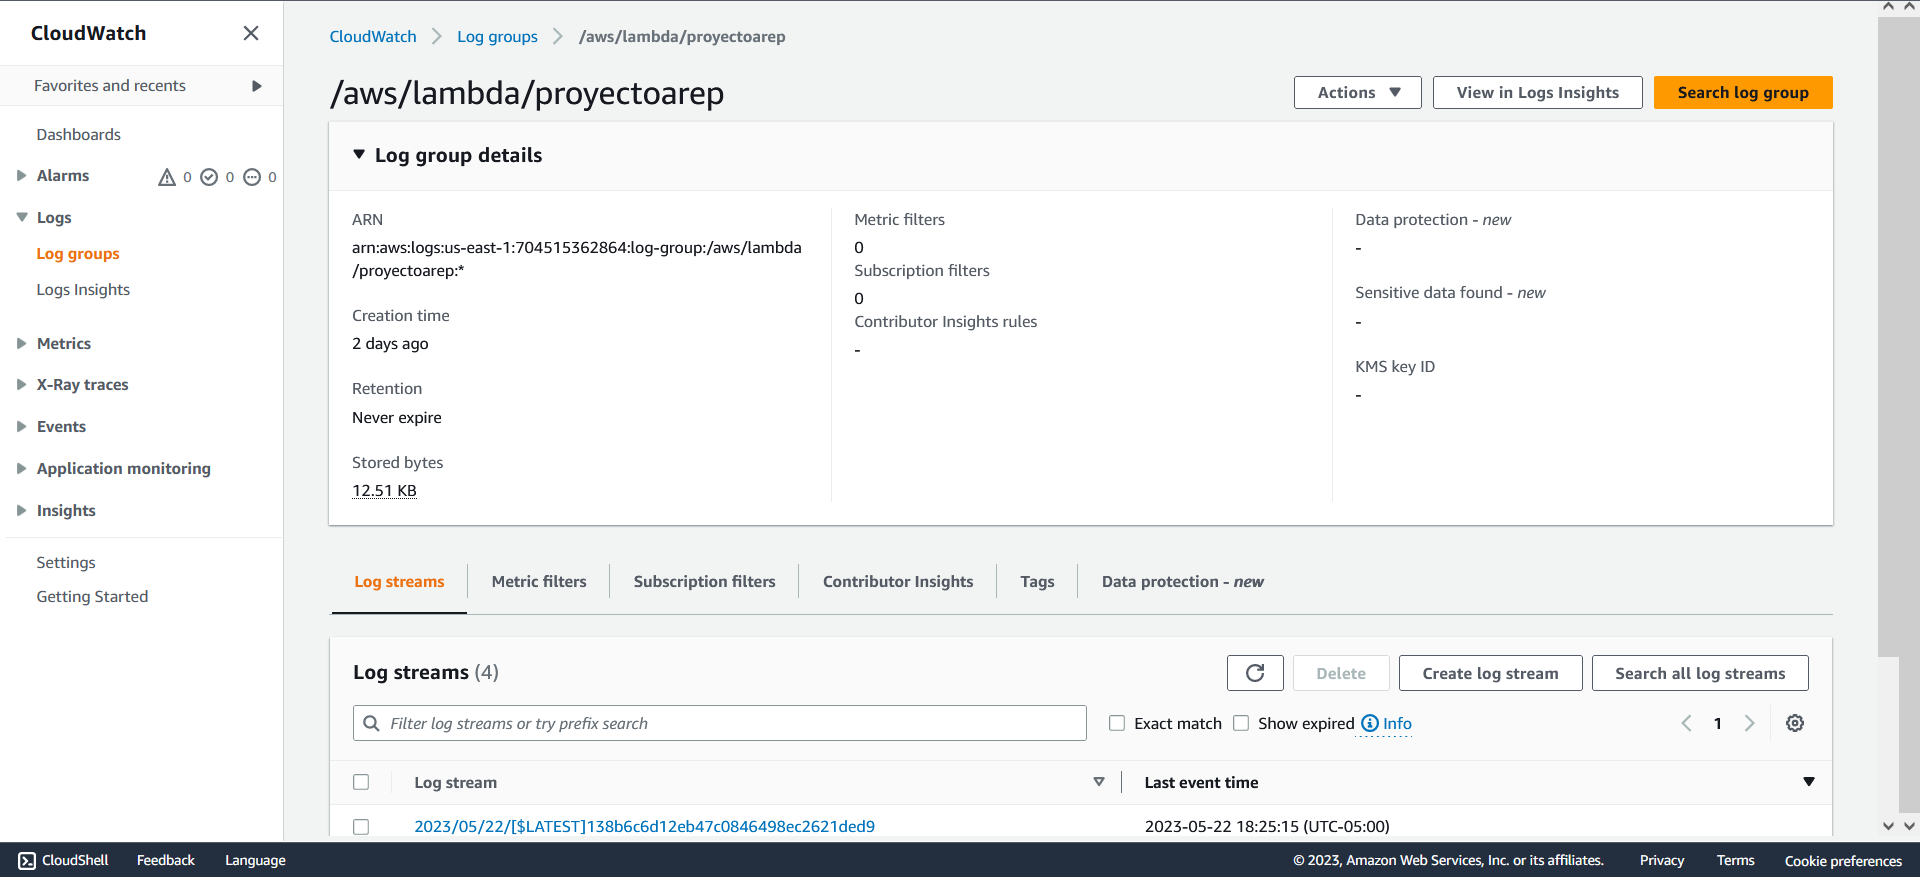 CloudWatch
Favorites and recents
Dashboards
Alarms 0 0 0
Logs
Log groups
Logs Insights
Metrics
X-Ray traces
Events
Application monitoring
Insights
Settings
Getting Started
CloudWatch Log groups /aws/lambda/proyectoarep
/aws/lambda/proyectoarep
Actions View in Logs Insights Search log group
Log group details
ARN
arn:aws:logs:us-east-1:704515362864:log-group:/aws/lambda
/proyectoarep:*
Creation time
2 days ago
Retention
Never expire
Stored bytes
12.51 KB
Metric filters
0
Subscription filters
0
Contributor Insights rules
-
Data protection - new
-
Sensitive data found - new
-
KMS key ID
-
Log streams Metric filters Subscription filters Contributor Insights Tags Data protection - new
Log streams (4)
Delete Create log stream Search all log streams
Filter log streams or try prefix search Exact match Show expired Info 1
Log stream Last event time
2023/05/22/[$LATEST]138b6c6d12eb47c0846498ec2621ded9 2023-05-22 18:25:15 (UTC-05:00)
CloudShell Feedback Language © 2023, Amazon Web Services, Inc. or its affiliates. Privacy Terms Cookie preferences